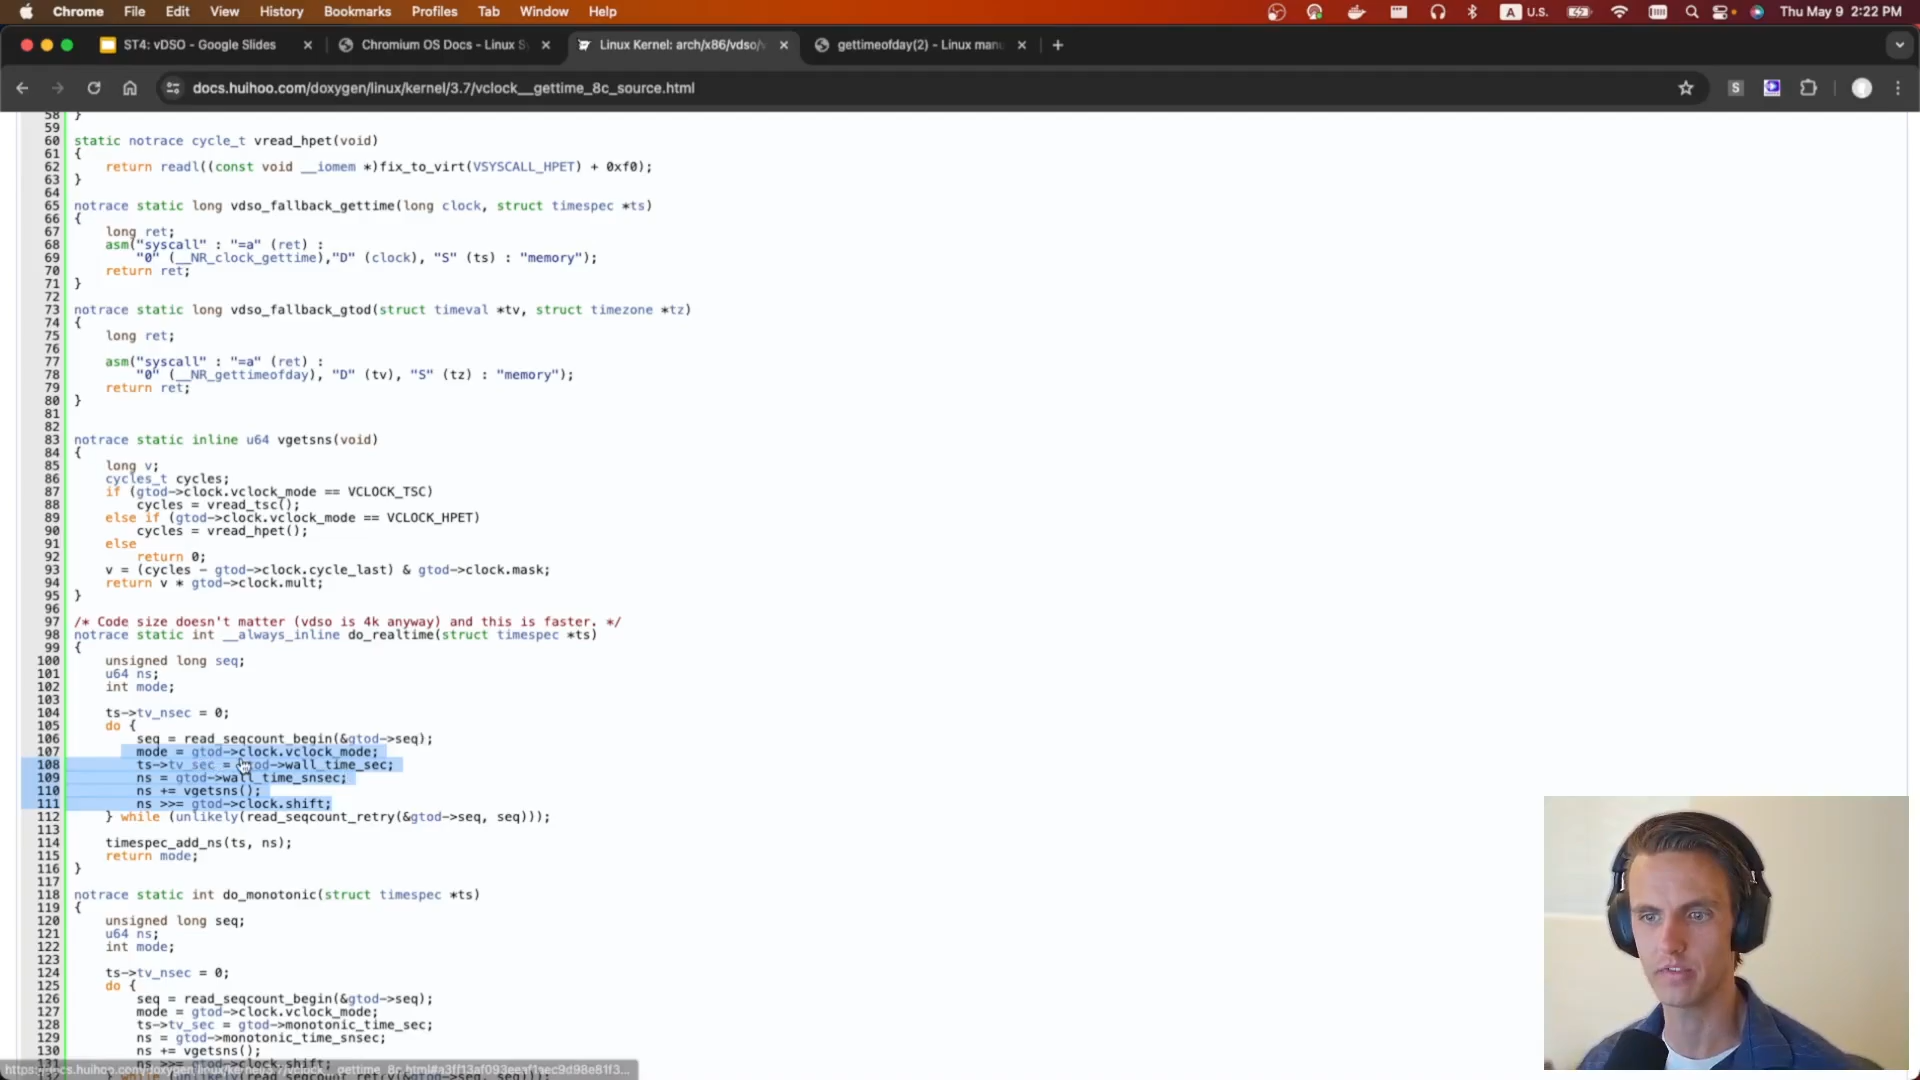 Chrome File Edit View History Bookmarks Profiles Tab Window Help A U.S. Thu May 9 2:22 PM
ST4: vDSO - Google Slides Chromium OS Docs - Linux S Linux Kernel: arch/x86/vdso/ gettimeofday(2) - Linux man
docs.huihoo.com/doxygen/linux/kernel/3.7/vclock__gettime_8c_source.html S
58 }
59
60 static notrace cycle_t vread_hpet(void)
61 {
62 return readl((const void __iomem *)fix_to_virt(VSYSCALL_HPET) + 0xf0);
63 }
64
65 notrace static long vdso_fallback_gettime(long clock, struct timespec *ts)
66 {
67 long ret;
68 asm("syscall" : "=a" (ret) :
69 "0" (__NR_clock_gettime),"D" (clock), "S" (ts) : "memory");
70 return ret;
71 }
72
73 notrace static long vdso_fallback_gtod(struct timeval *tv, struct timezone *tz)
74 {
75 long ret;
76
77 asm("syscall" : "=a" (ret) :
78 "0" (__NR_gettimeofday), "D" (tv), "S" (tz) : "memory");
79 return ret;
80 }
81
82
83 notrace static inline u64 vgetsns(void)
84 {
85 long v;
86 cycles_t cycles;
87 if (gtod->clock.vclock_mode == VCLOCK_TSC)
88 cycles = vread_tsc();
89 else if (gtod->clock.vclock_mode == VCLOCK_HPET)
90 cycles = vread_hpet();
91 else
92 return 0;
93 v = (cycles - gtod->clock.cycle_last) & gtod->clock.mask;
94 return v * gtod->clock.mult;
95 }
96
97 /* Code size doesn't matter (vdso is 4k anyway) and this is faster. */
98 notrace static int __always_inline do_realtime(struct timespec *ts)
99 {
100 unsigned long seq;
101 u64 ns;
102 int mode;
103
104 ts->tv_nsec = 0;
105 do {
106 seq = read_seqcount_begin(&gtod->seq);
107 mode = gtod->clock.vclock_mode;
108 ts->tv_sec = gtod->wall_time_sec;
109 ns = gtod->wall_time_snsec;
110 ns += vgetsns();
111 ns >>= gtod->clock.shift;
112 } while (unlikely(read_seqcount_retry(&gtod->seq, seq)));
113
114 timespec_add_ns(ts, ns);
115 return mode;
116 }
117
118 notrace static int do_monotonic(struct timespec *ts)
119 {
120 unsigned long seq;
121 u64 ns;
122 int mode;
123
124 ts->tv_nsec = 0;
125 do {
126 seq = read_seqcount_begin(&gtod->seq);
127 mode = gtod->clock.vclock_mode;
128 ts->tv_sec = gtod->monotonic_time_sec;
129 ns = gtod->monotonic_time_snsec;
130 ns += vgetsns();